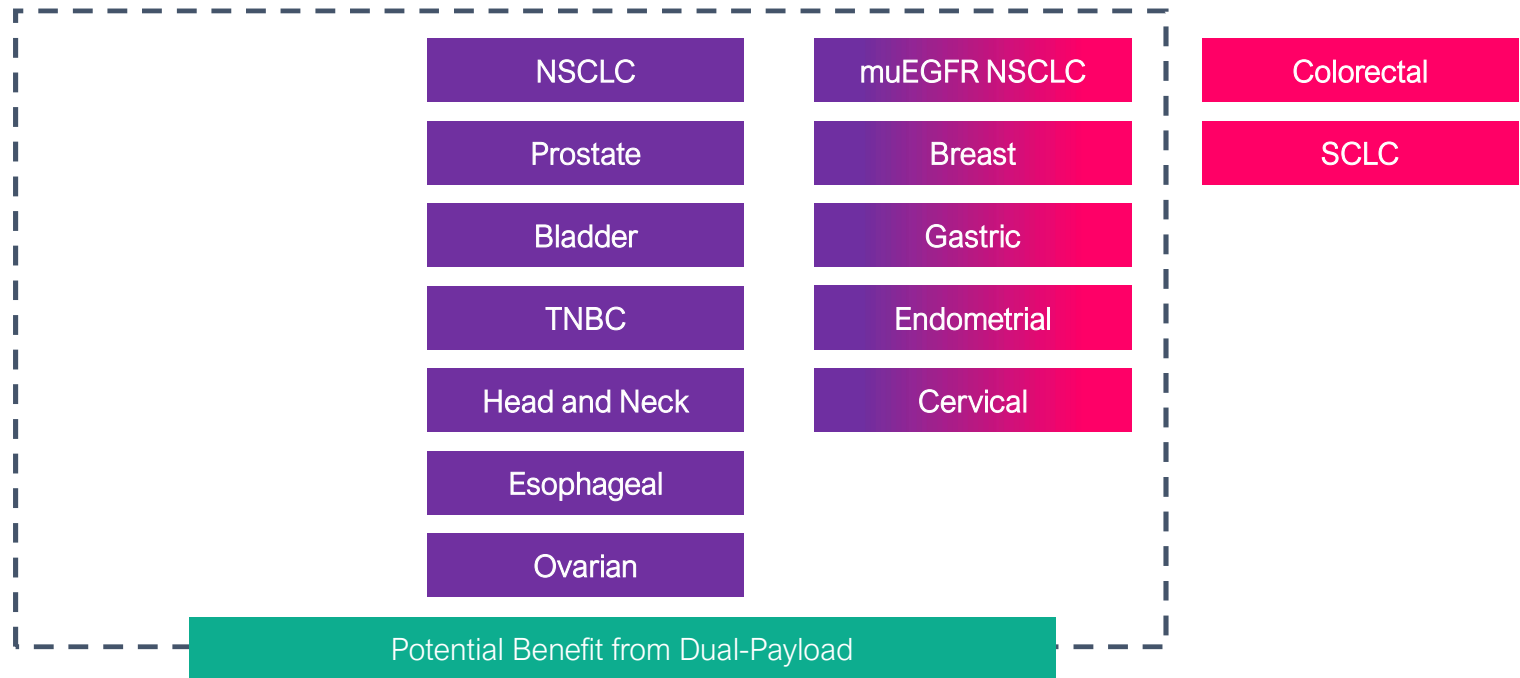 NSCLC
Prostate
Bladder
TNBC
Head and Neck
Esophageal
Ovarian
muEGFR NSCLC
Breast
Gastric
Endometrial
Cervical
Colorectal
SCLC
Potential Benefit from Dual-Payload